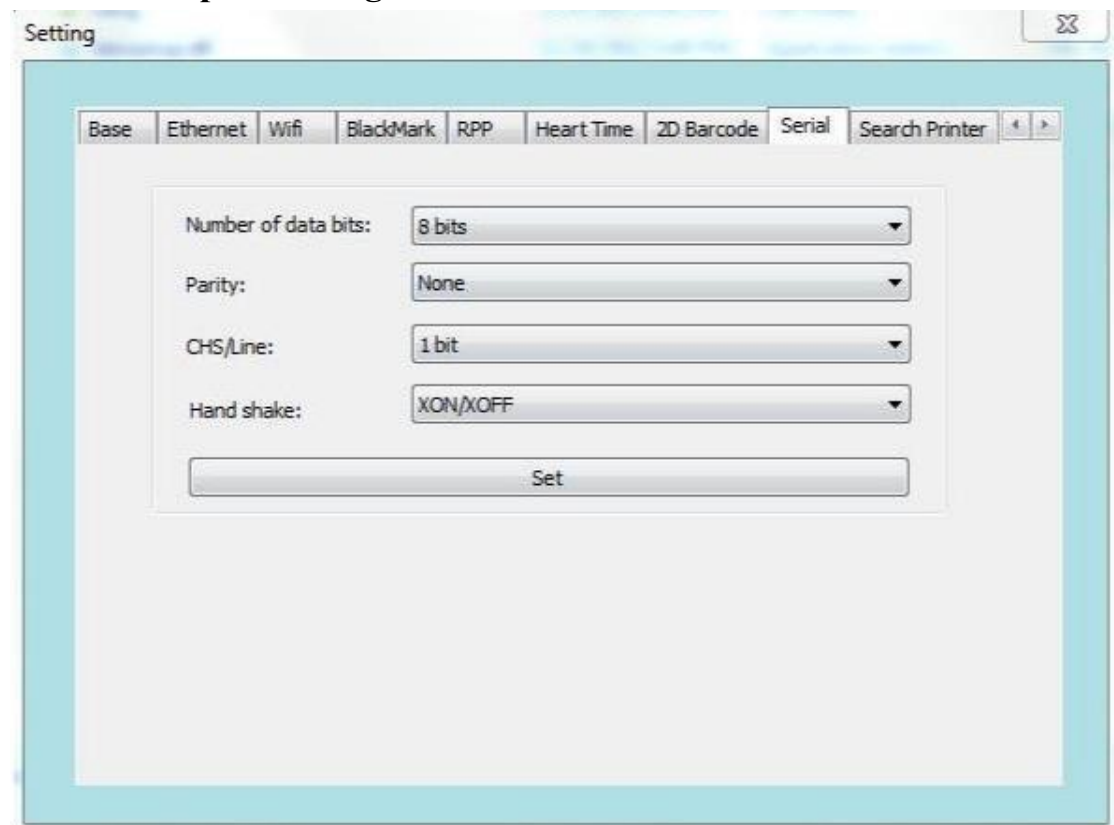 Setting
Base Ethernet Wifi BlackMark RPP Heart Time 2D Barcode Serial Search Printer
Number of data bits: 8 bits
Parity: None
CHS/Line: 1 bit
Hand shake: XON/XOFF
Set